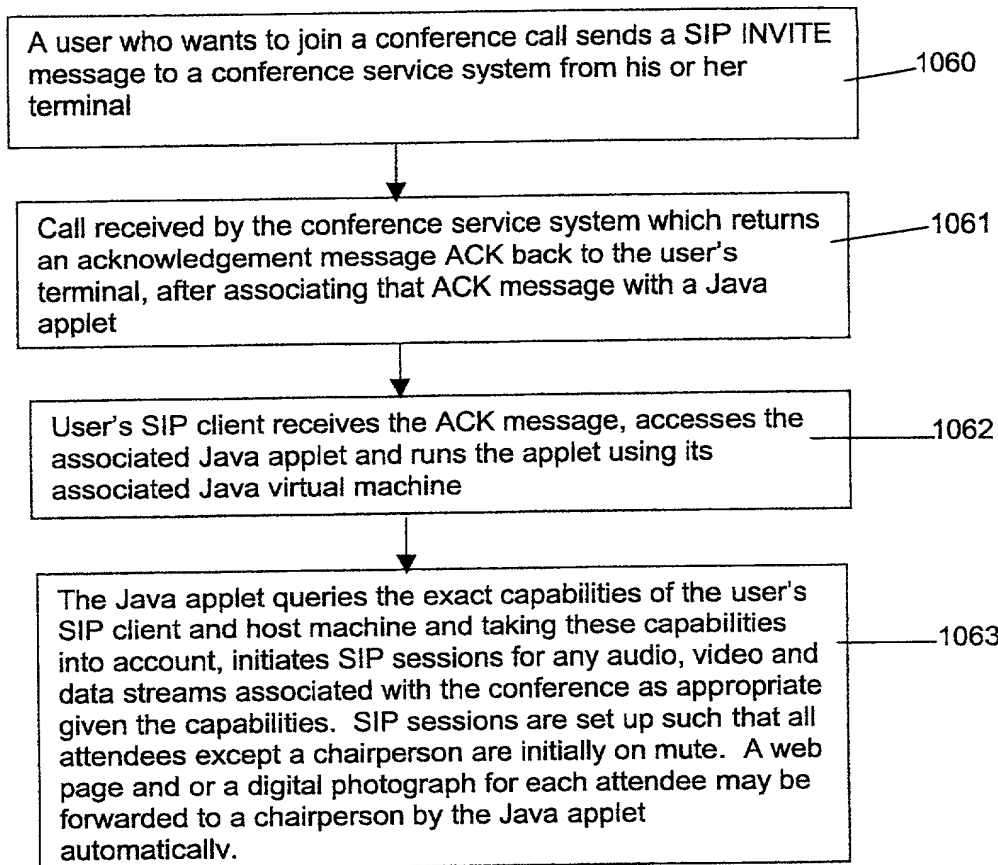 A user who wants to join a conference call sends a SIP INVITE
message to a conference service system from his or her
terminal
1060
Call received by the conference service system which returns
an acknowledgement message ACK back to the user's
terminal, after associating that ACK message with a Java
applet
1061
User's SIP client receives the ACK message, accesses the
associated Java applet and runs the applet using its
associated Java virtual machine
1062
The Java applet queries the exact capabilities of the user's
SIP client and host machine and taking these capabilities
into account, initiates SIP sessions for any audio, video and
data streams associated with the conference as appropriate
given the capabilities. SIP sessions are set up such that all
attendees except a chairperson are initially on mute. A web
page and or a digital photograph for each attendee may be
forwarded to a chairperson by the Java applet
automatically.
1063